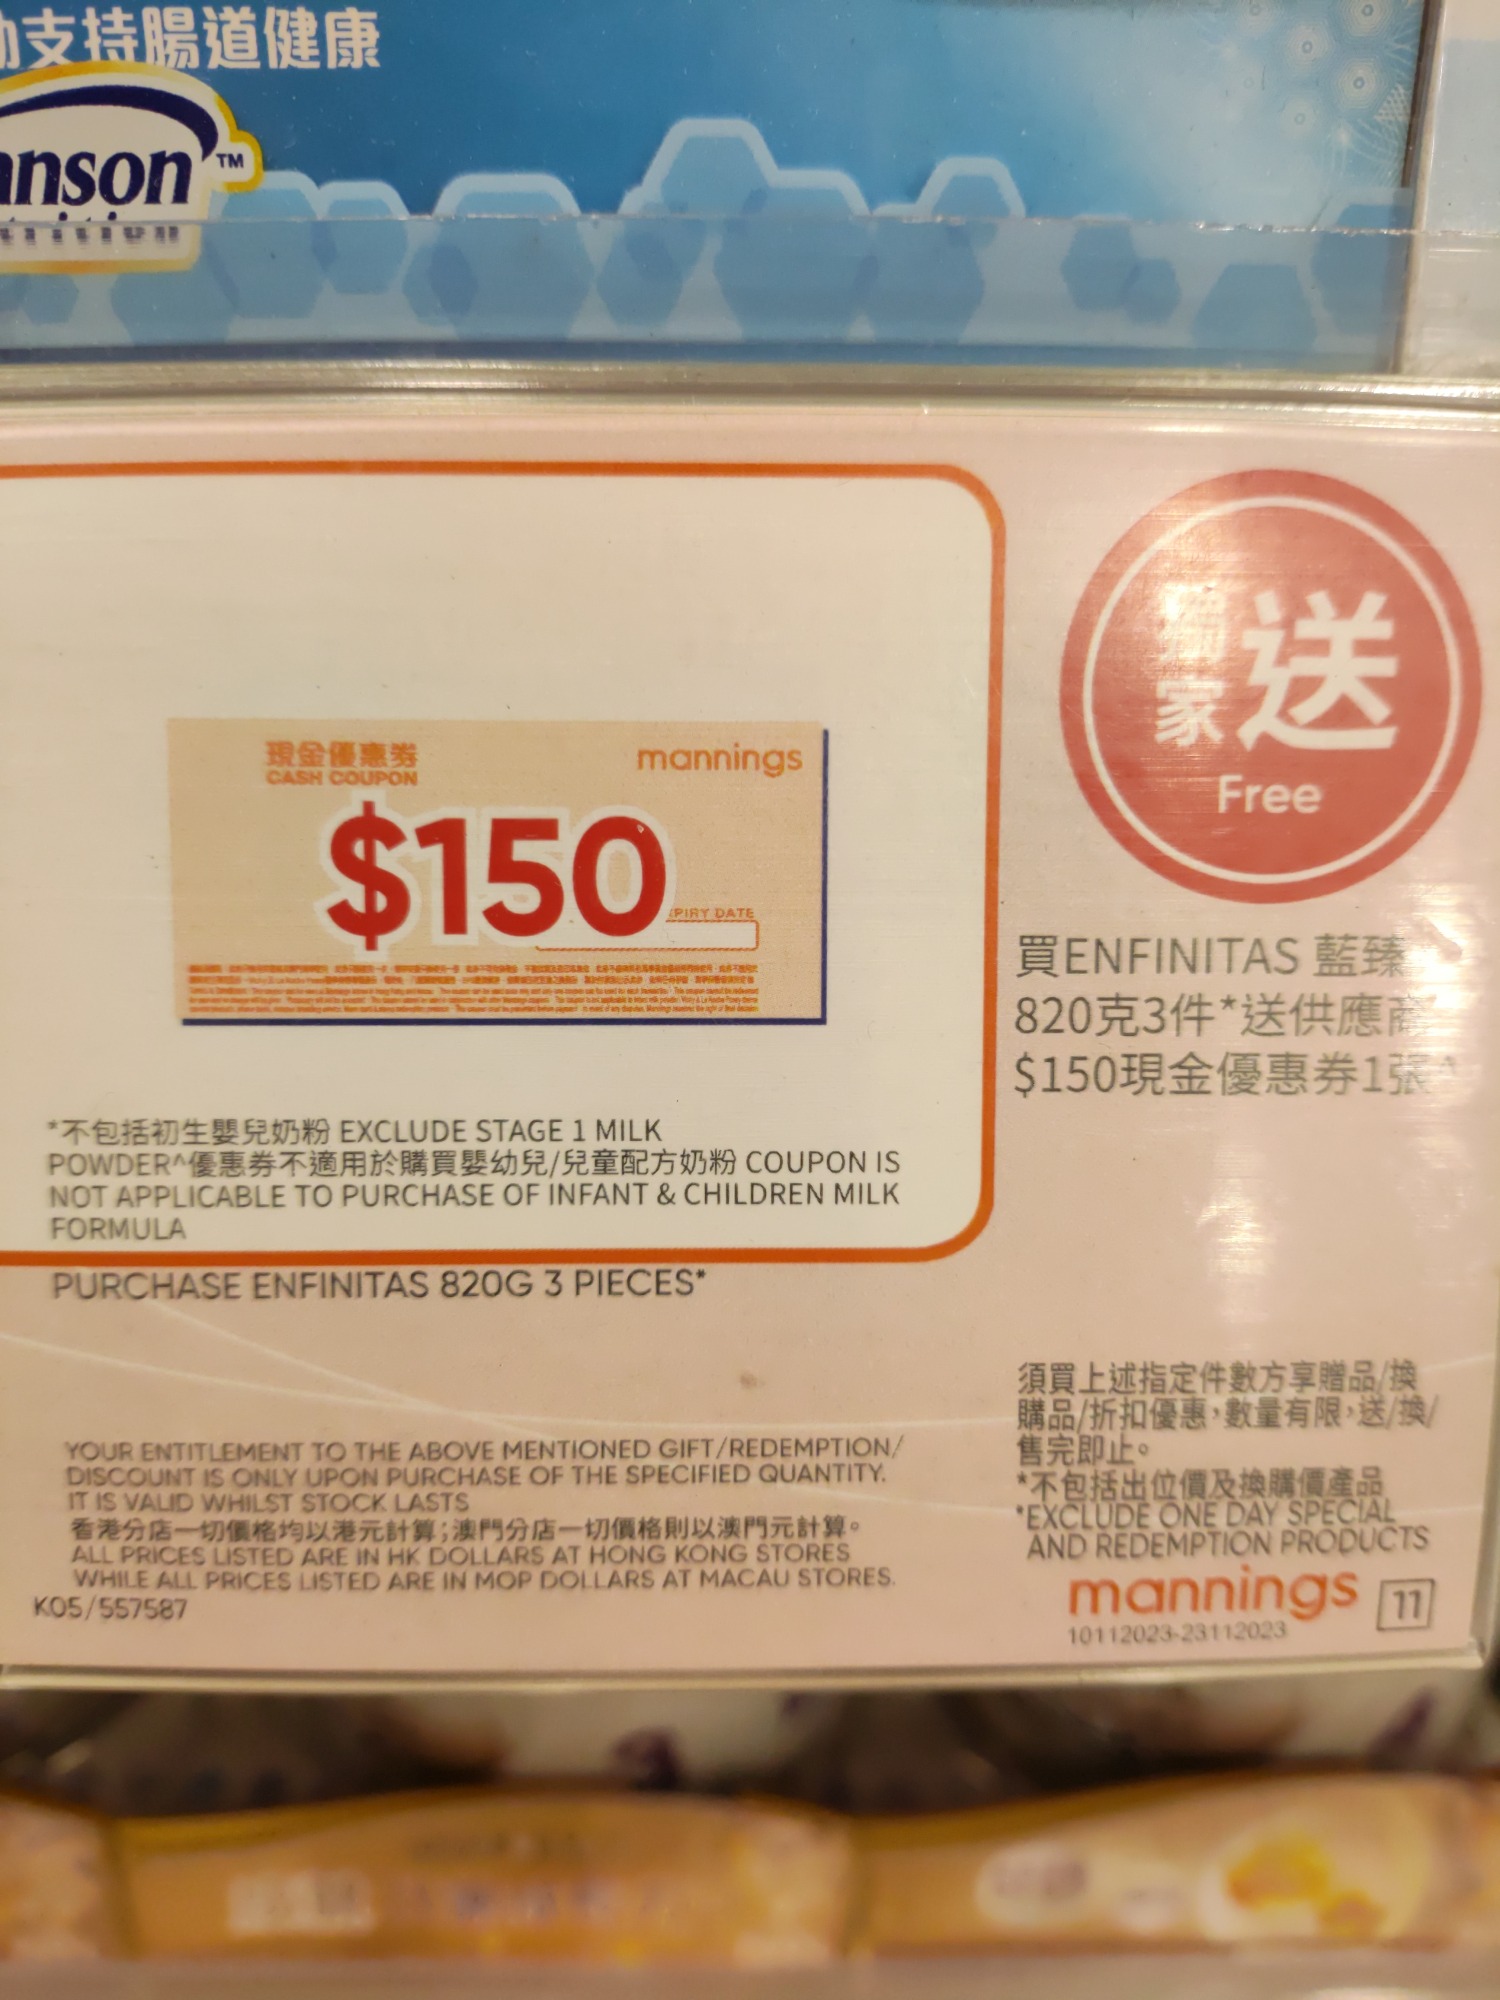 支持腸道健康
anson™
現金優惠券
CASH COUPON
mannings
$150
PIRY DATE
獨家送
Free
買ENFINITAS 藍臻
820克3件*送供應商
$150現金優惠券1張^
*不包括初生嬰兒奶粉 EXCLUDE STAGE 1 MILK
POWDER^優惠券不適用於購買嬰幼兒/兒童配方奶粉 COUPON IS
NOT APPLICABLE TO PURCHASE OF INFANT & CHILDREN MILK
FORMULA
PURCHASE ENFINITAS 820G 3 PIECES*
須買上述指定件數方享贈品/換
購品/折扣優惠，數量有限，送/換/
售完即止。
*不包括出位價及換購價產品
*EXCLUDE ONE DAY SPECIAL
AND REDEMPTION PRODUCTS
YOUR ENTITLEMENT TO THE ABOVE MENTIONED GIFT/REDEMPTION/
DISCOUNT IS ONLY UPON PURCHASE OF THE SPECIFIED QUANTITY.
IT IS VALID WHILST STOCK LASTS
香港分店一切價格均以港元計算；澳門分店一切價格則以澳門元計算。
ALL PRICES LISTED ARE IN HK DOLLARS AT HONG KONG STORES
WHILE ALL PRICES LISTED ARE IN MOP DOLLARS AT MACAU STORES.
K05/557587
mannings 11
10112023-23112023